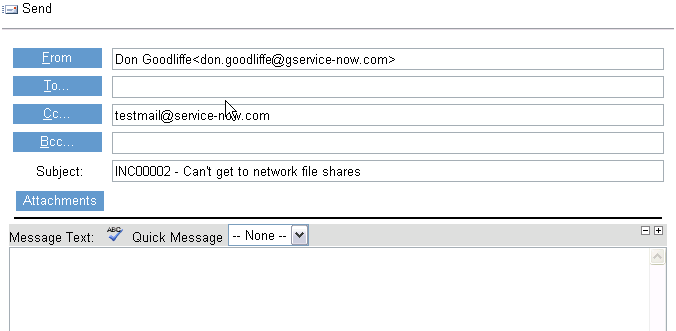 Send
From Don Goodliffe<don.goodliffe@gservice-now.com>
To...
Cc... testmail@service-now.com
Bcc...
Subject: INC00002 - Can't get to network file shares
Attachments
Message Text: ABC Quick Message -- None --